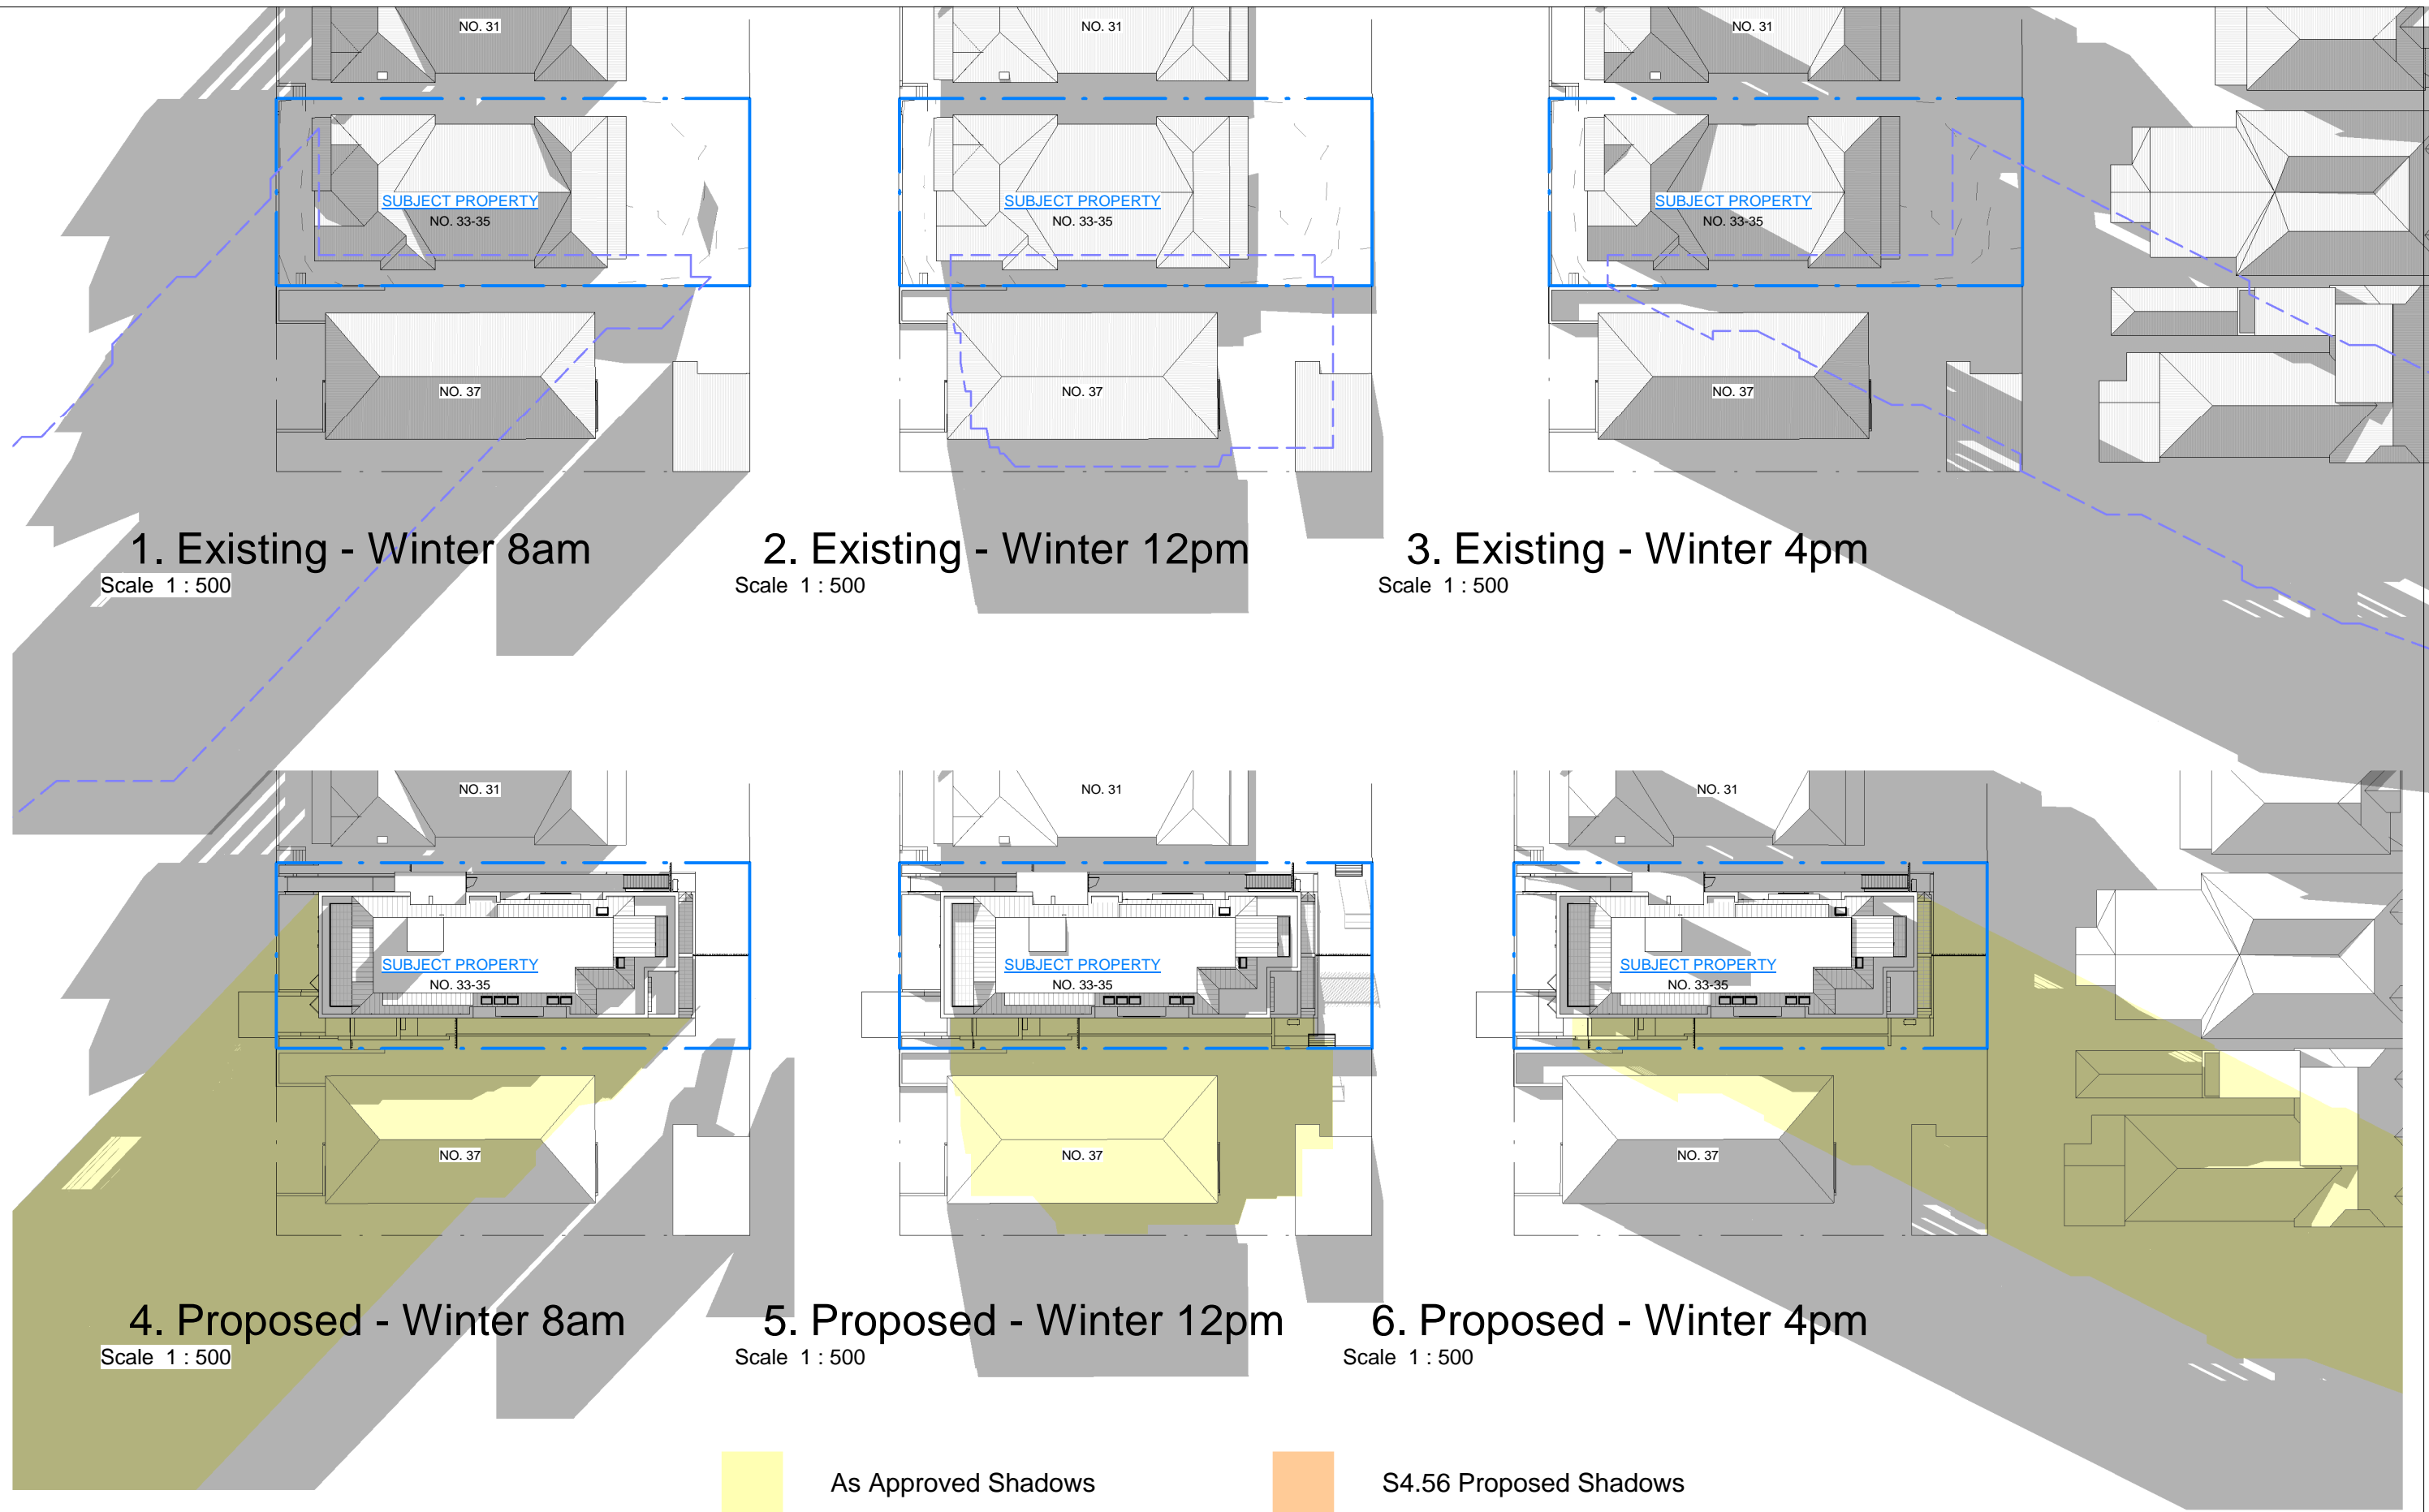 NO. 31
NO. 31
NO. 31
SUBJECT PROPERTY
NO. 33-35
SUBJECT PROPERTY
NO. 33-35
SUBJECT PROPERTY
NO. 33-35
NO. 37
NO. 37
NO. 37
1. Existing - Winter 8am
Scale 1 : 500
2. Existing - Winter 12pm
Scale 1 : 500
3. Existing - Winter 4pm
Scale 1 : 500
NO. 31
NO. 31
NO. 31
SUBJECT PROPERTY
NO. 33-35
SUBJECT PROPERTY
NO. 33-35
SUBJECT PROPERTY
NO. 33-35
NO. 37
NO. 37
NO. 37
4. Proposed - Winter 8am
Scale 1 : 500
5. Proposed - Winter 12pm
Scale 1 : 500
6. Proposed - Winter 4pm
Scale 1 : 500
As Approved Shadows
S4.56 Proposed Shadows